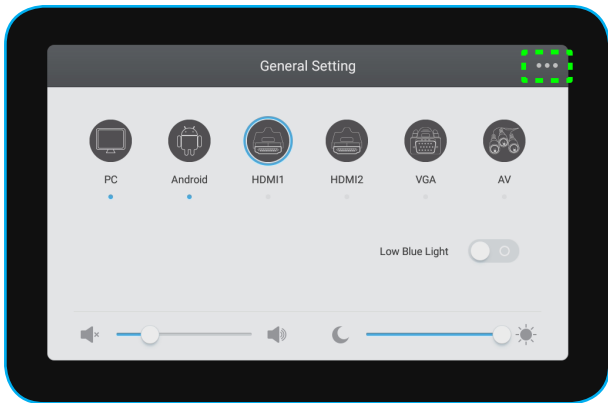 General Setting
PC Android HDMI1 HDMI2 VGA AV
Low Blue Light